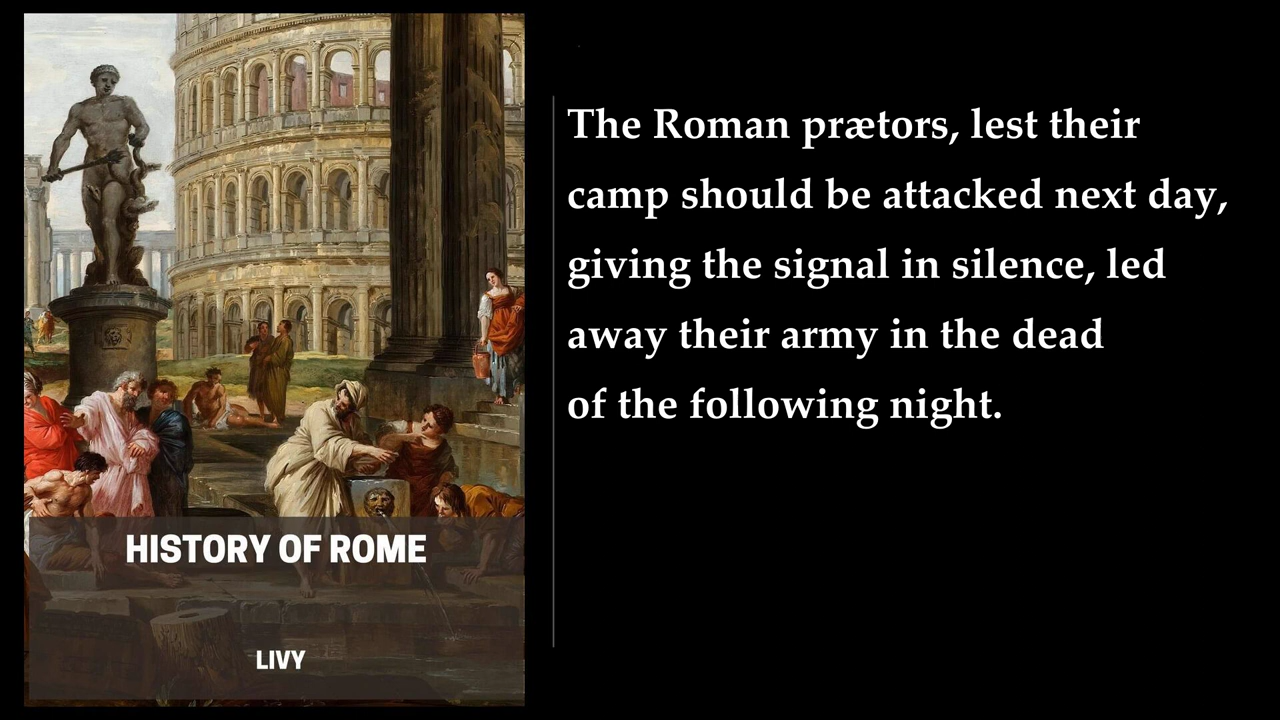 HISTORY OF ROME
LIVY
The Roman prætors, lest their
camp should be attacked next day,
giving the signal in silence, led
away their army in the dead
of the following night.